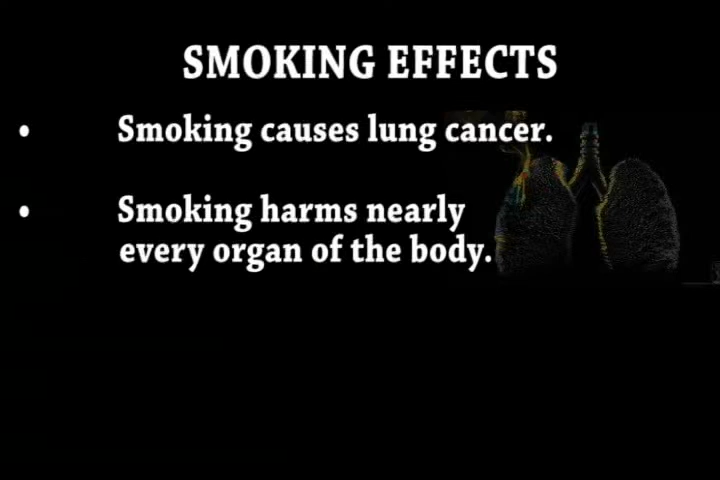 SMOKING EFFECTS
• Smoking causes lung cancer.
• Smoking harms nearly
every organ of the body.